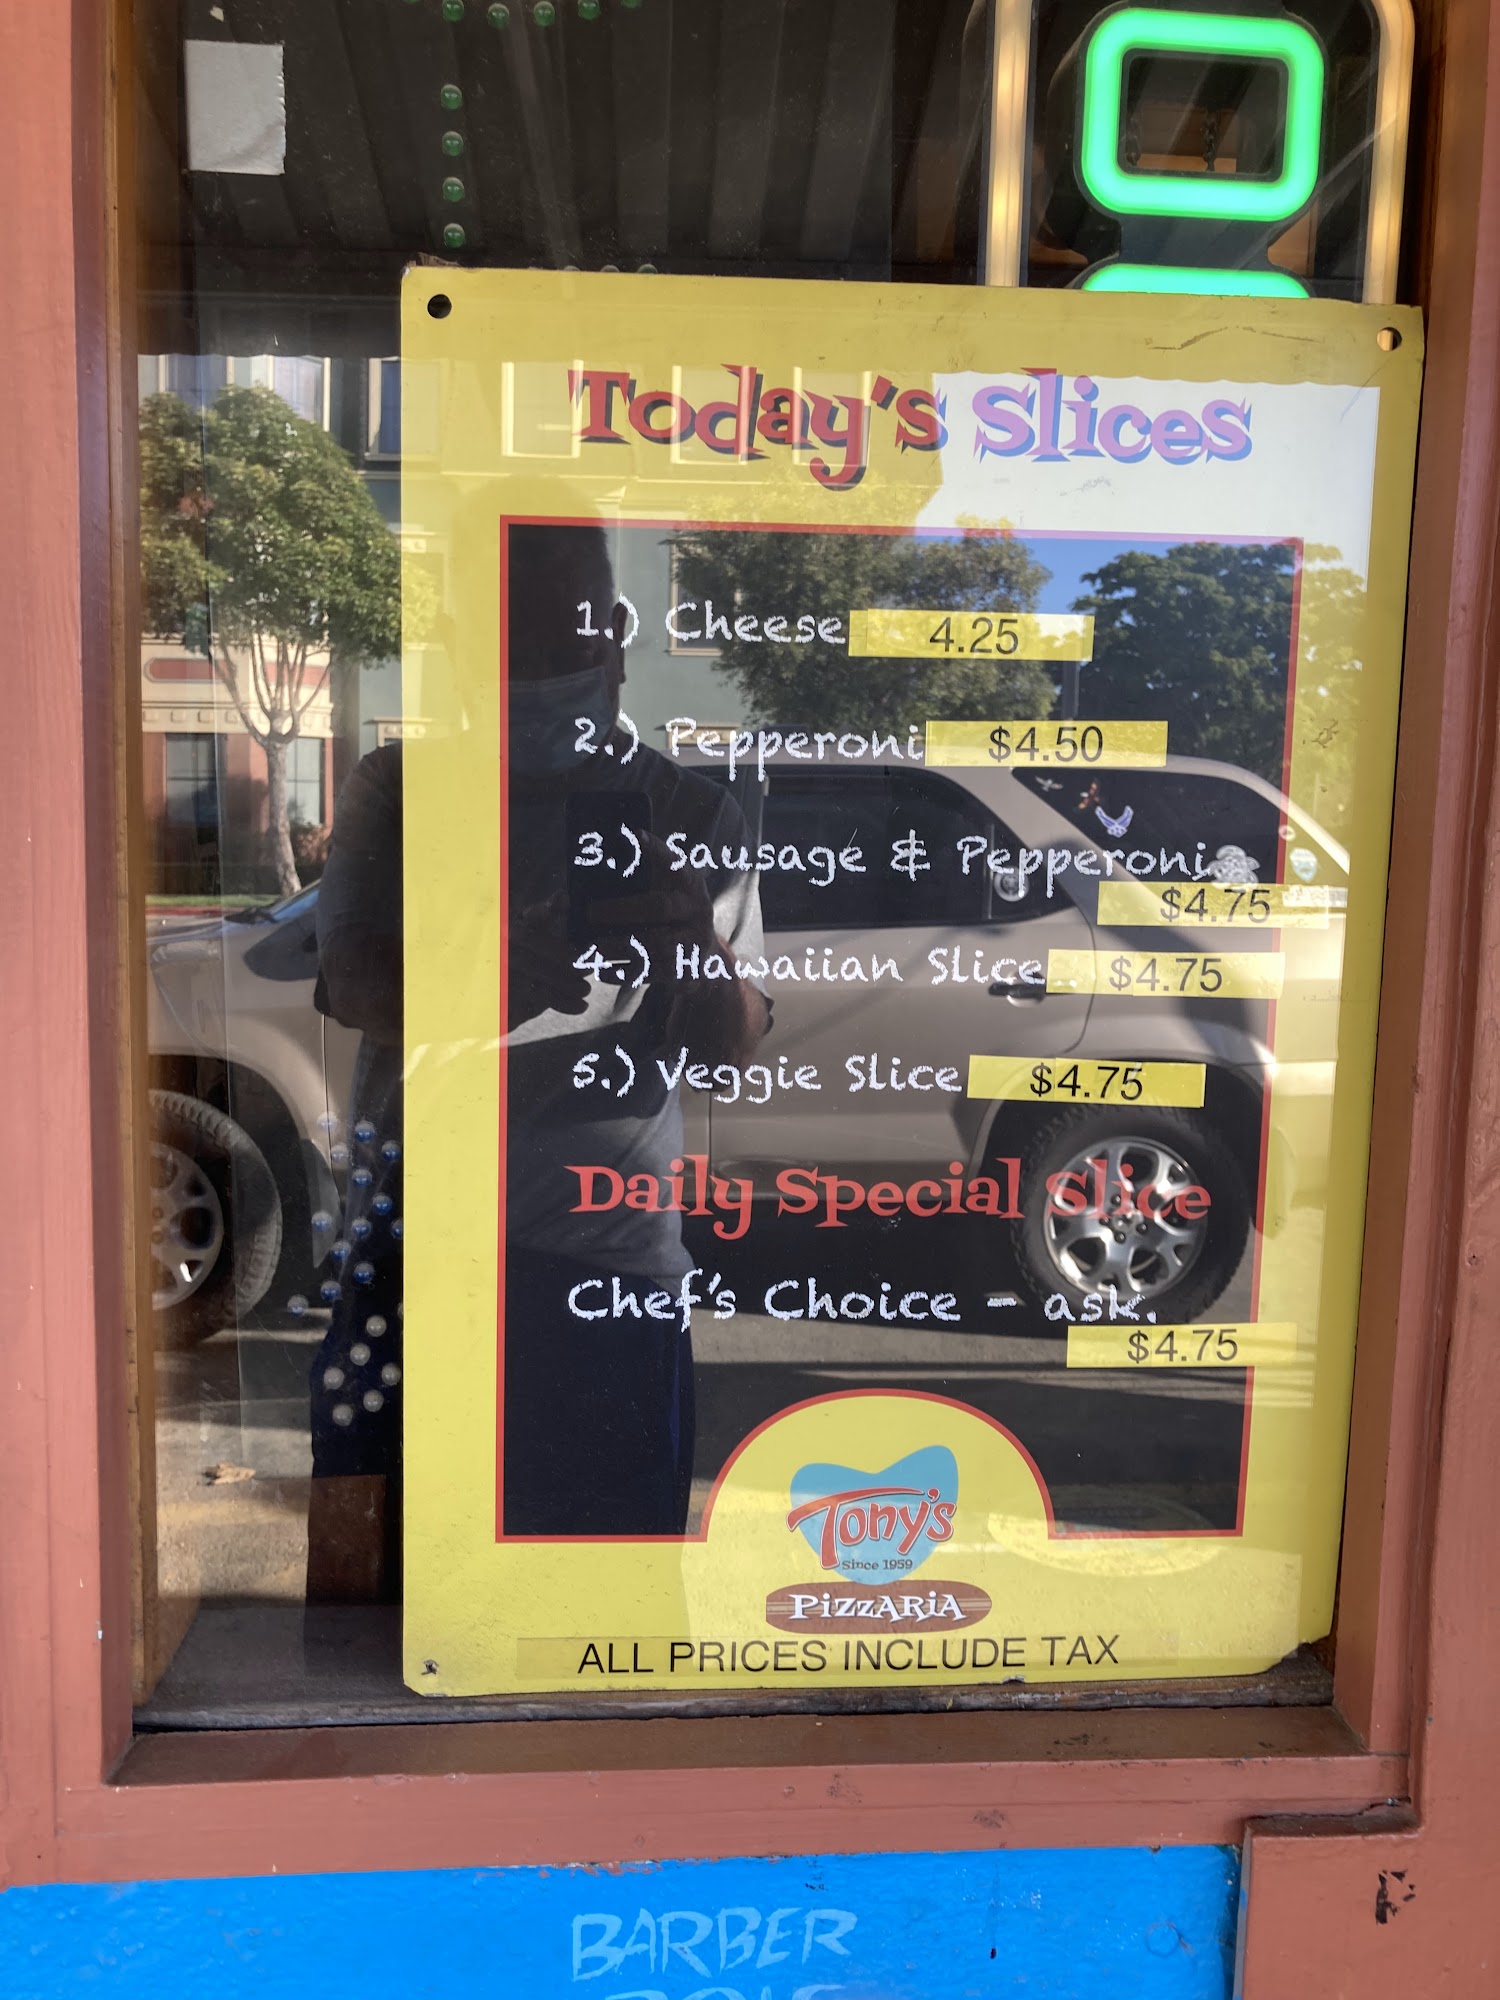 Today's Slices
1.) Cheese 4.25
2.) Pepperoni $4.50
3.) Sausage & Pepperoni
$4.75
4.) Hawaiian Slice $4.75
5.) Veggie Slice $4.75
Daily Special Slice
Chef's Choice - ask.
$4.75
Tony's
Since 1959
PizzARiA
ALL PRICES INCLUDE TAX
BARBER